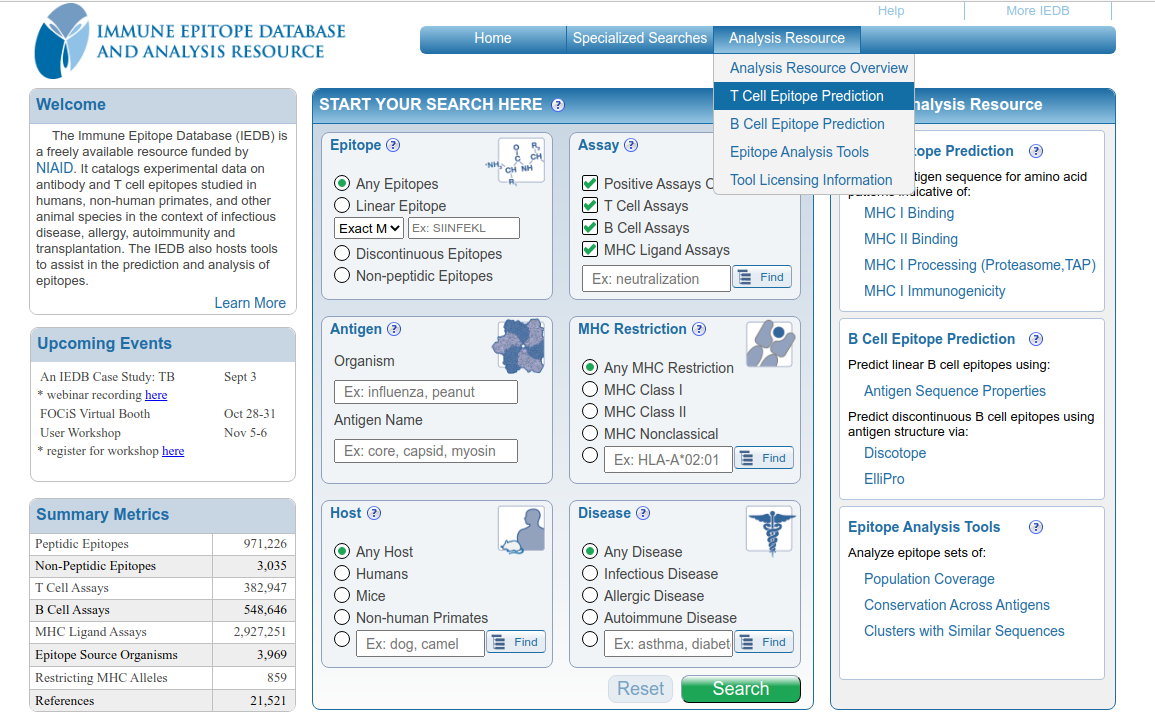 Help
More IEDB
IMMUNE EPITOPE DATABASE
AND ANALYSIS RESOURCE
Home
Specialized Searches
Analysis Resource
Analysis Resource Overview
T Cell Epitope Prediction
B Cell Epitope Prediction
Epitope Analysis Tools
Tool Licensing Information
Welcome
The Immune Epitope Database (IEDB) is
a freely available resource funded by
NIAID. It catalogs experimental data on
antibody and T cell epitopes studied in
humans, non-human primates, and other
animal species in the context of infectious
disease, allergy, autoimmunity and
transplantation. The IEDB also hosts tools
to assist in the prediction and analysis of
epitopes.
Learn More
Upcoming Events
An IEDB Case Study: TB Sept 3
* webinar recording here
FOCiS Virtual Booth Oct 28-31
User Workshop Nov 5-6
* register for workshop here
Summary Metrics
Peptidic Epitopes 971,226
Non-Peptidic Epitopes 3,035
T Cell Assays 382,947
B Cell Assays 548,646
MHC Ligand Assays 2,927,251
Epitope Source Organisms 3,969
Restricting MHC Alleles 859
References 21,521
START YOUR SEARCH HERE ?
Epitope ?
Any Epitopes
Linear Epitope
Exact M Ex: SIINFEKL
Discontinuous Epitopes
Non-peptidic Epitopes
Assay ?
Positive Assays O
T Cell Assays
B Cell Assays
MHC Ligand Assays
Ex: neutralization Find
Antigen ?
Organism
Ex: influenza, peanut
Antigen Name
Ex: core, capsid, myosin
MHC Restriction ?
Any MHC Restriction
MHC Class I
MHC Class II
MHC Nonclassical
Ex: HLA-A*02:01 Find
Host ?
Any Host
Humans
Mice
Non-human Primates
Ex: dog, camel Find
Disease ?
Any Disease
Infectious Disease
Allergic Disease
Autoimmune Disease
Ex: asthma, diabet Find
Reset
Search
nalysis Resource
ope Prediction ?
tigen sequence for amino acid
patterns indicative of:
MHC I Binding
MHC II Binding
MHC I Processing (Proteasome,TAP)
MHC I Immunogenicity
B Cell Epitope Prediction ?
Predict linear B cell epitopes using:
Antigen Sequence Properties
Predict discontinuous B cell epitopes using
antigen structure via:
Discotope
ElliPro
Epitope Analysis Tools ?
Analyze epitope sets of:
Population Coverage
Conservation Across Antigens
Clusters with Similar Sequences